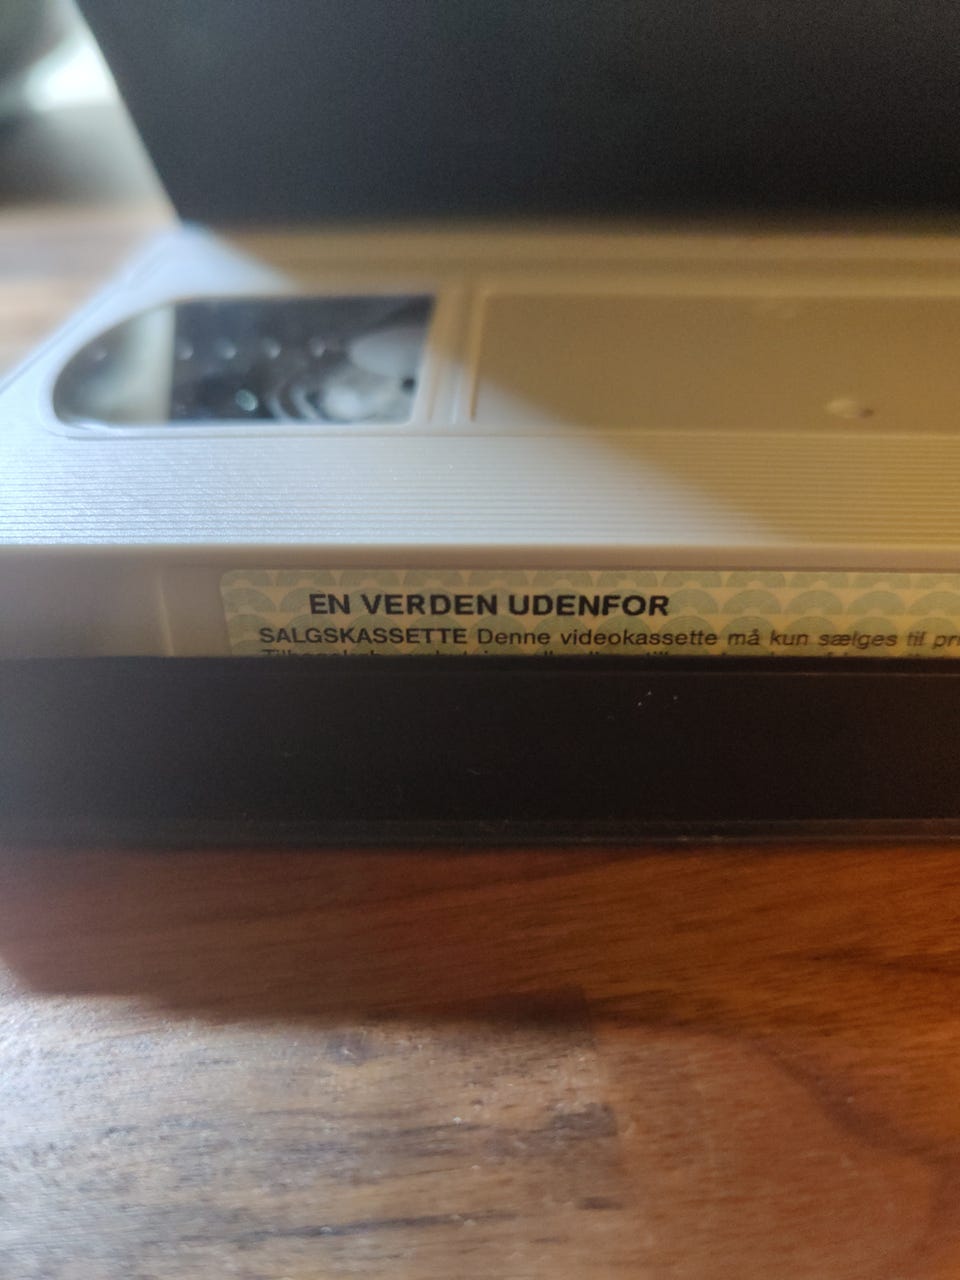 EN VERDEN UDENFOR
SALGSKASSETTE Denne videokassette må kun sælges til